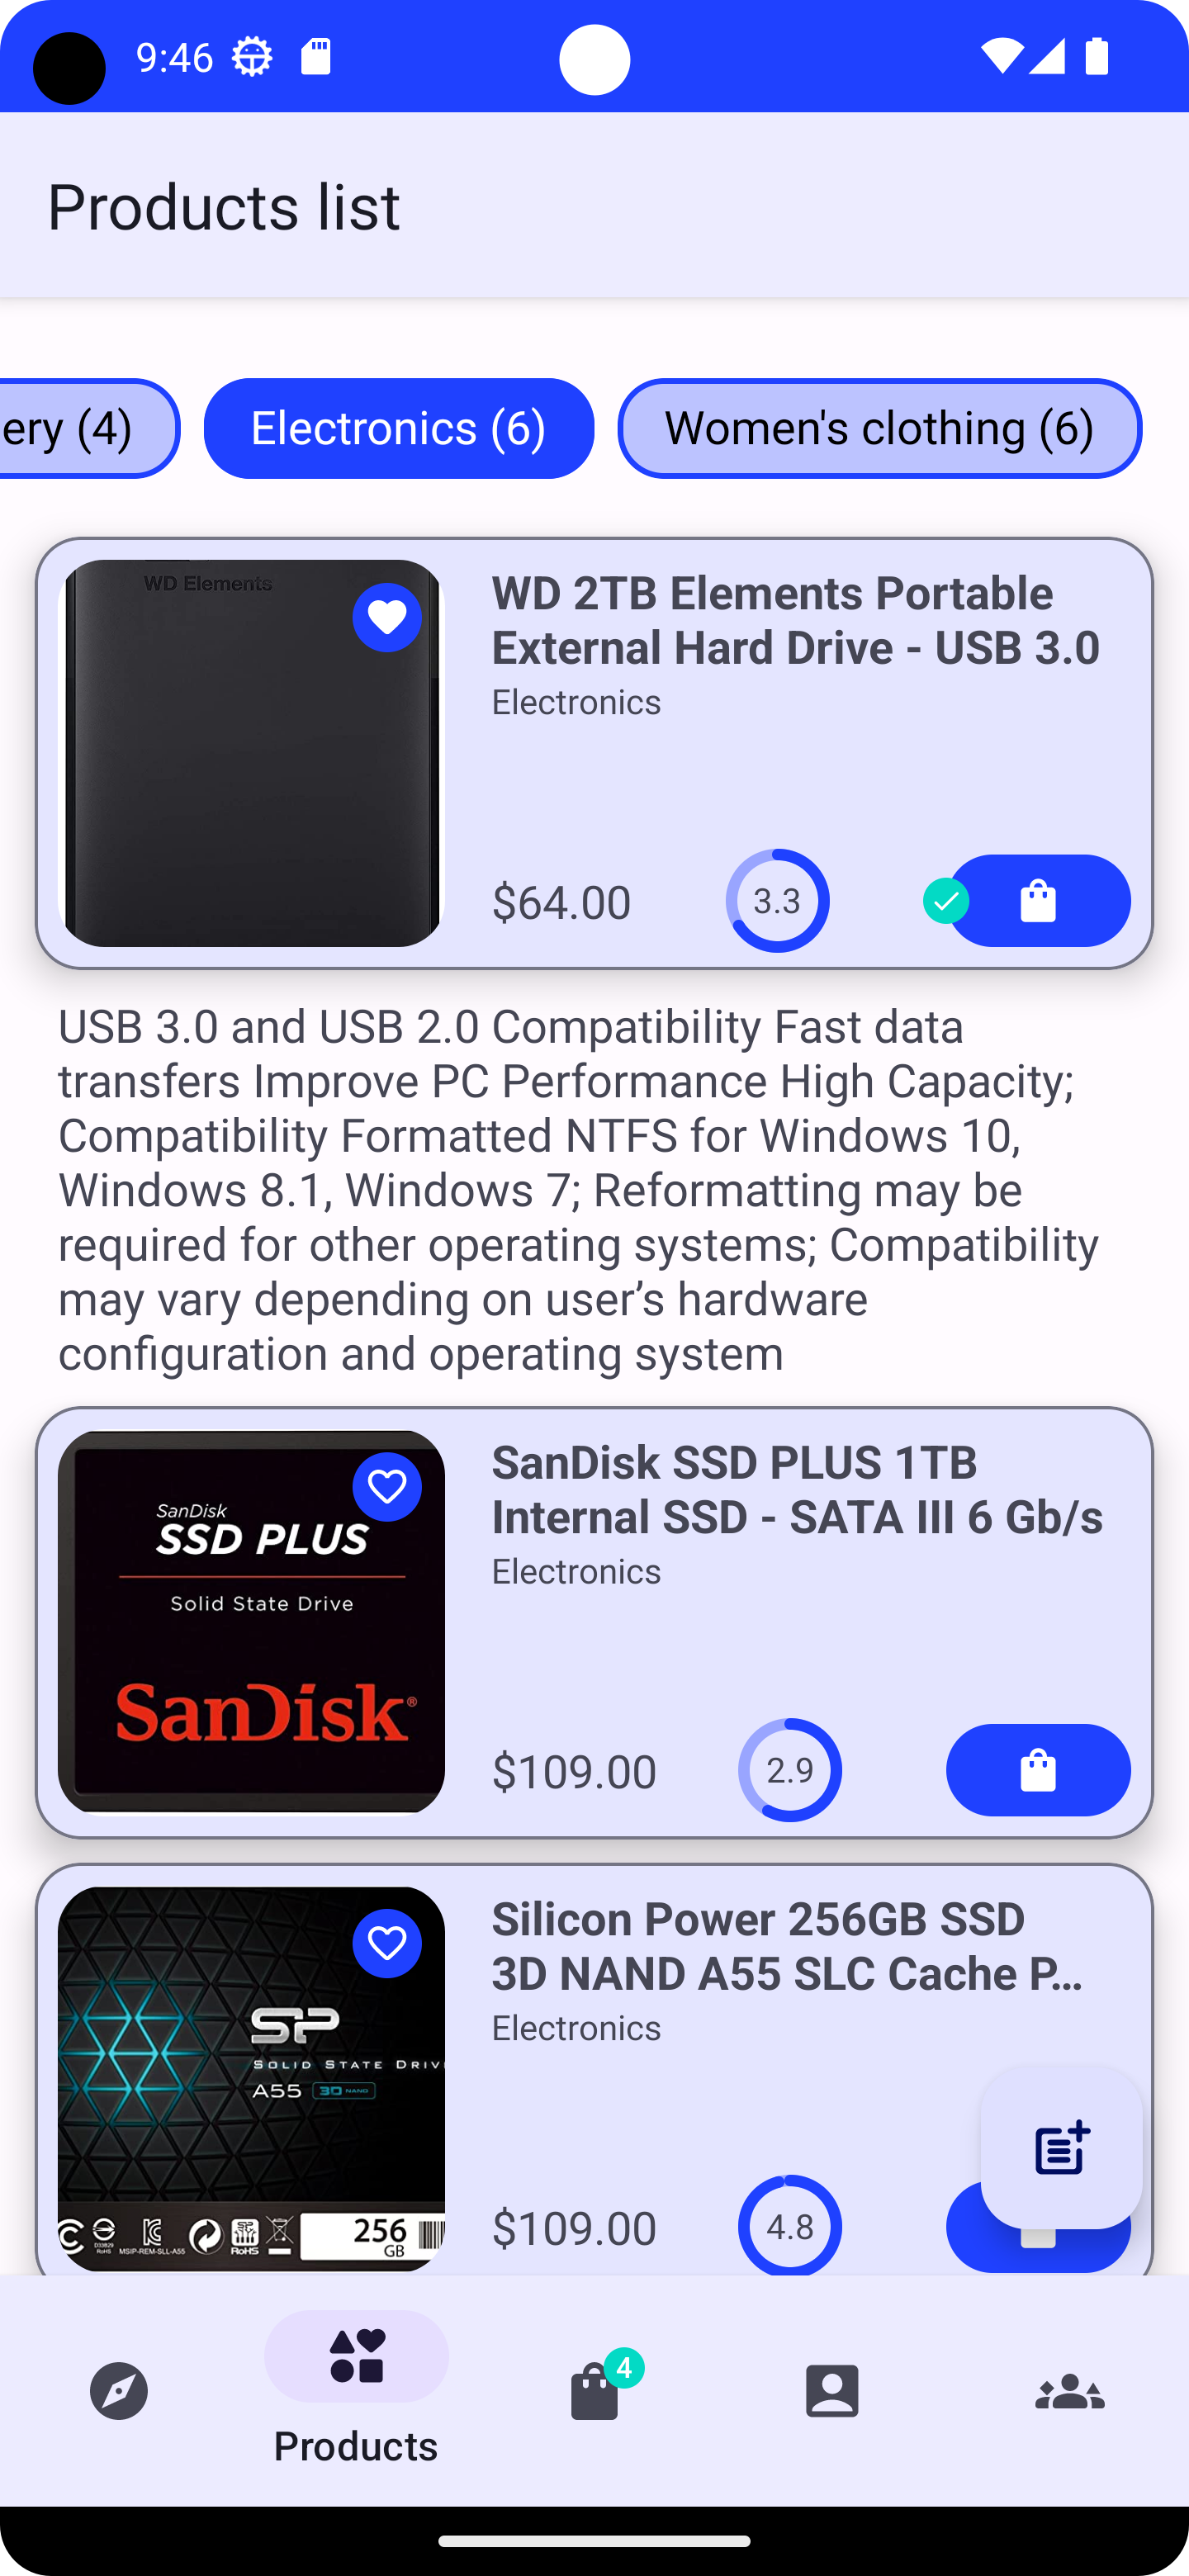 9:46
Products list
ery (4)
Electronics (6)
Women's clothing (6)
WD Elements
WD 2TB Elements Portable
External Hard Drive - USB 3.0
Electronics
$64.00
3.3
USB 3.0 and USB 2.0 Compatibility Fast data
transfers Improve PC Performance High Capacity;
Compatibility Formatted NTFS for Windows 10,
Windows 8.1, Windows 7; Reformatting may be
required for other operating systems; Compatibility
may vary depending on user’s hardware
configuration and operating system
SanDisk
SSD PLUS
Solid State Drive
SanDisk®
SanDisk SSD PLUS 1TB
Internal SSD - SATA III 6 Gb/s
Electronics
$109.00
2.9
SP
SOLID STATE DRIV
A55 3D NAND
RoHS
MSIP-REM-SLL-A55
256
GB
Silicon Power 256GB SSD
3D NAND A55 SLC Cache P...
Electronics
$109.00
4.8
4
Products